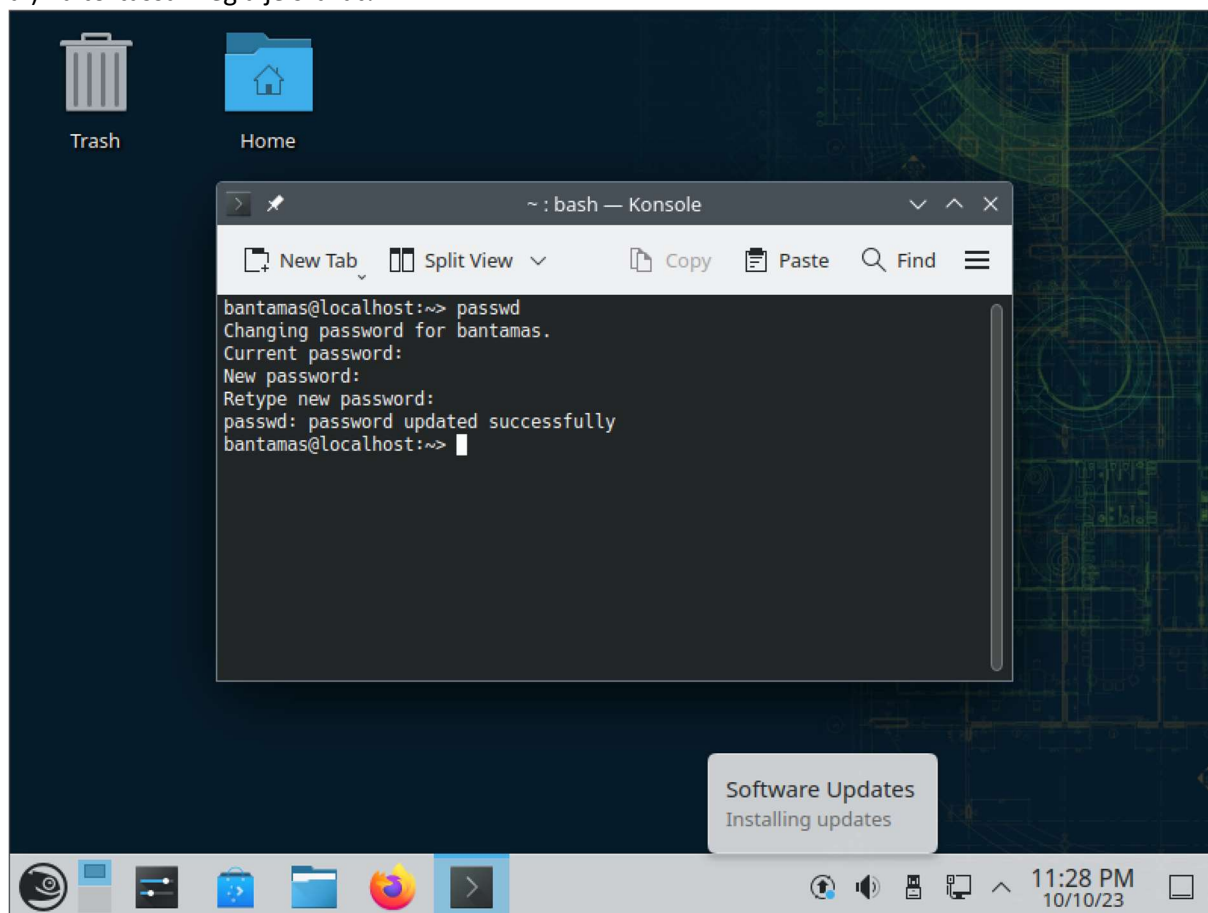 Trash
Home
~ : bash — Konsole
New Tab
Split View
Copy
Paste
Find
bantamas@localhost:~> passwd
Changing password for bantamas.
Current password:
New password:
Retype new password:
passwd: password updated successfully
bantamas@localhost:~>
Software Updates
Installing updates
11:28 PM
10/10/23